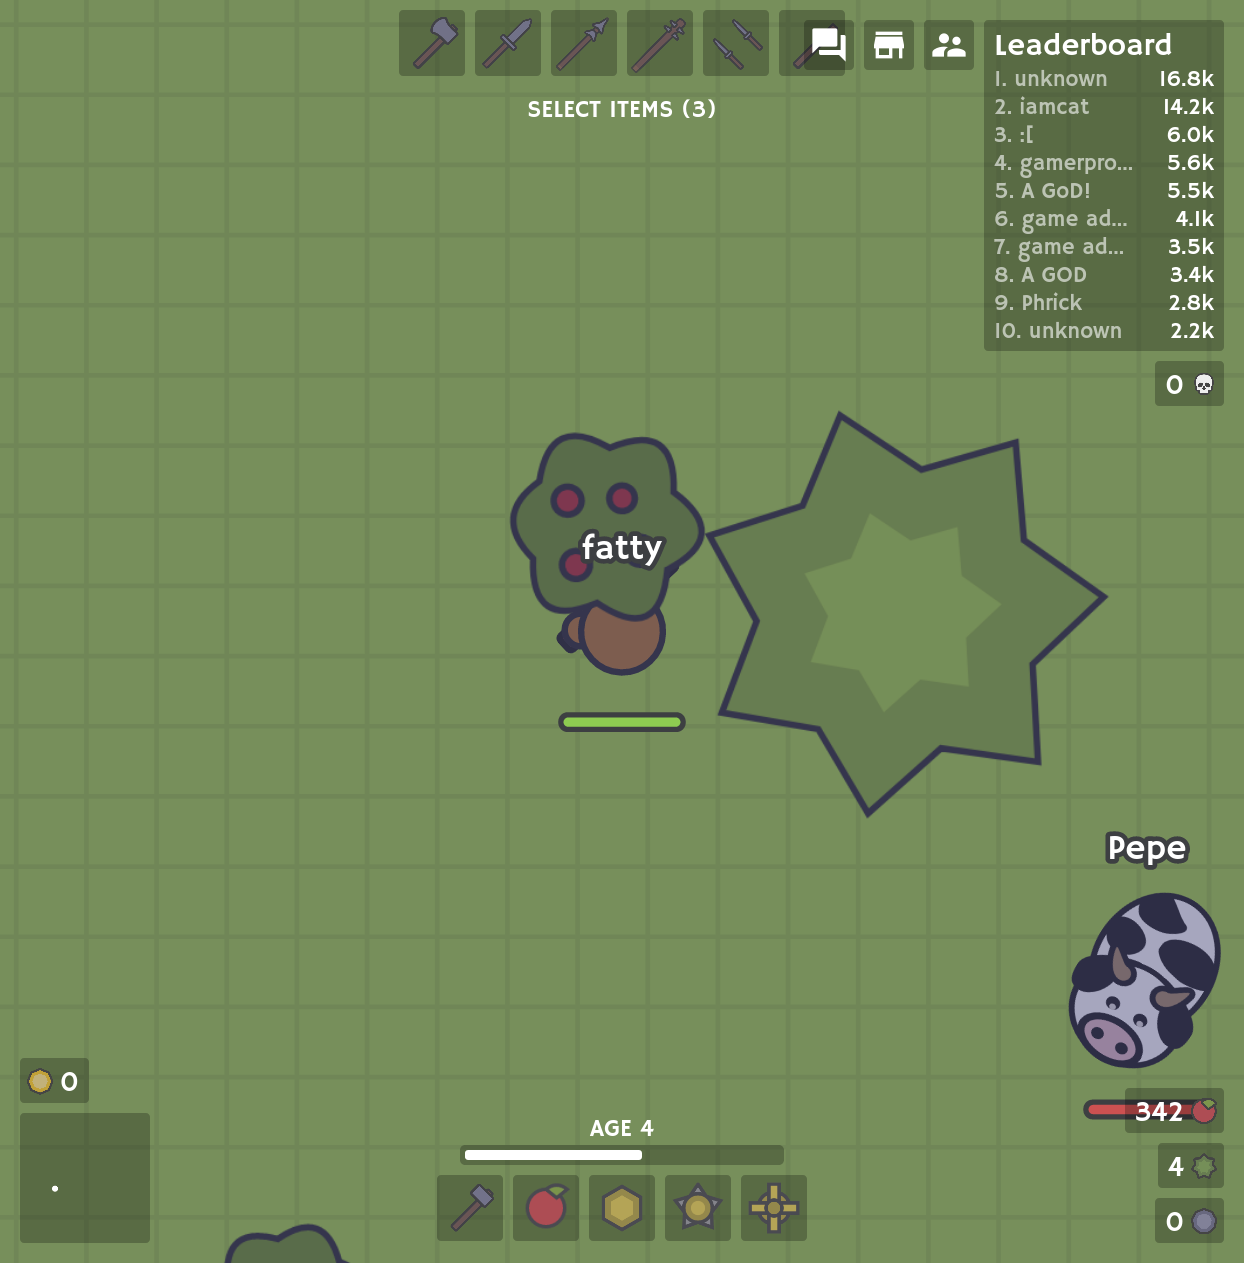 SELECT ITEMS (3)
Leaderboard
1. unknown 16.8k
2. iamcat 14.2k
3. :[ 6.0k
4. gamerpro... 5.6k
5. A GoD! 5.5k
6. game ad... 4.1k
7. game ad... 3.5k
8. A GOD 3.4k
9. Phrick 2.8k
10. unknown 2.2k
0
fatty
Pepe
0
342
AGE 4
4
0